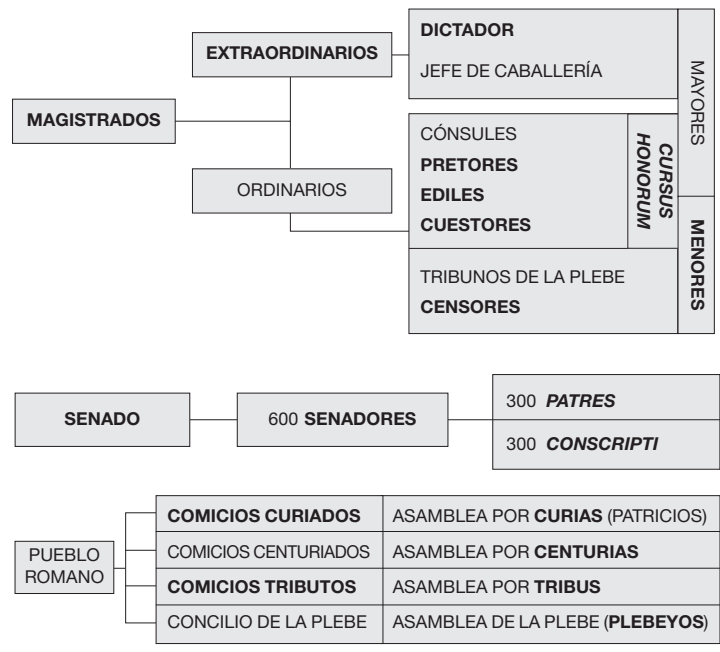 MAGISTRADOS
EXTRAORDINARIOS
DICTADOR
JEFE DE CABALLERÍA
ORDINARIOS
CÓNSULES
PRETORES
EDILES
CUESTORES
CURSUS
HONORUM
TRIBUNOS DE LA PLEBE
CENSORES
MAYORES
MENORES
SENADO
600 SENADORES
300 PATRES
300 CONSCRIPTI
PUEBLO
ROMANO
COMICIOS CURIADOS ASAMBLEA POR CURIAS (PATRICIOS)
COMICIOS CENTURIADOS ASAMBLEA POR CENTURIAS
COMICIOS TRIBUTOS ASAMBLEA POR TRIBUS
CONCILIO DE LA PLEBE ASAMBLEA DE LA PLEBE (PLEBEYOS)